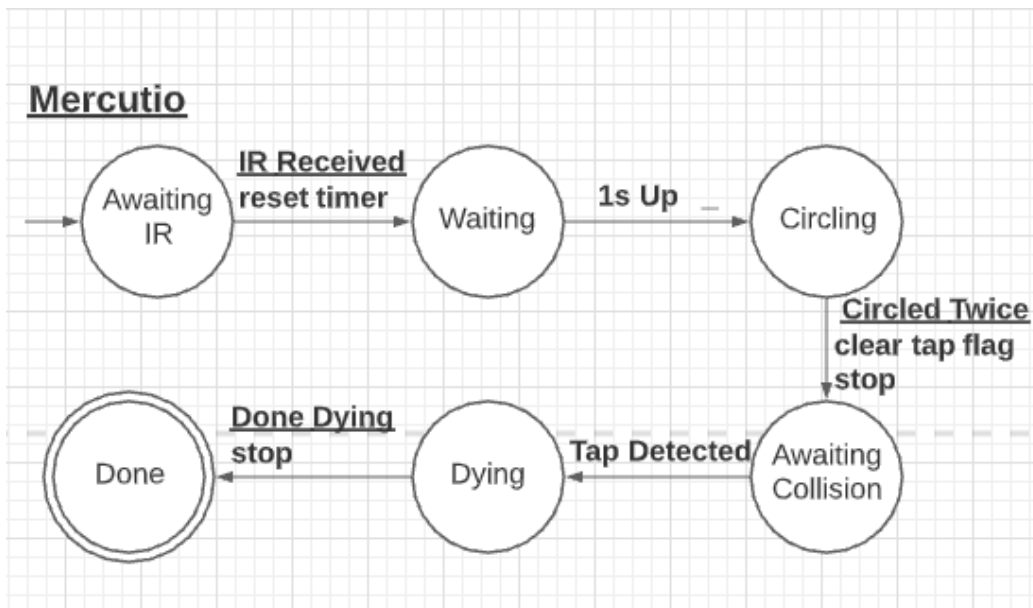 Mercutio
Awaiting
IR
IR Received
reset timer
Waiting
1s Up
Circling
Circled Twice
clear tap flag
stop
Awaiting
Collision
Tap Detected
Dying
Done Dying
stop
Done